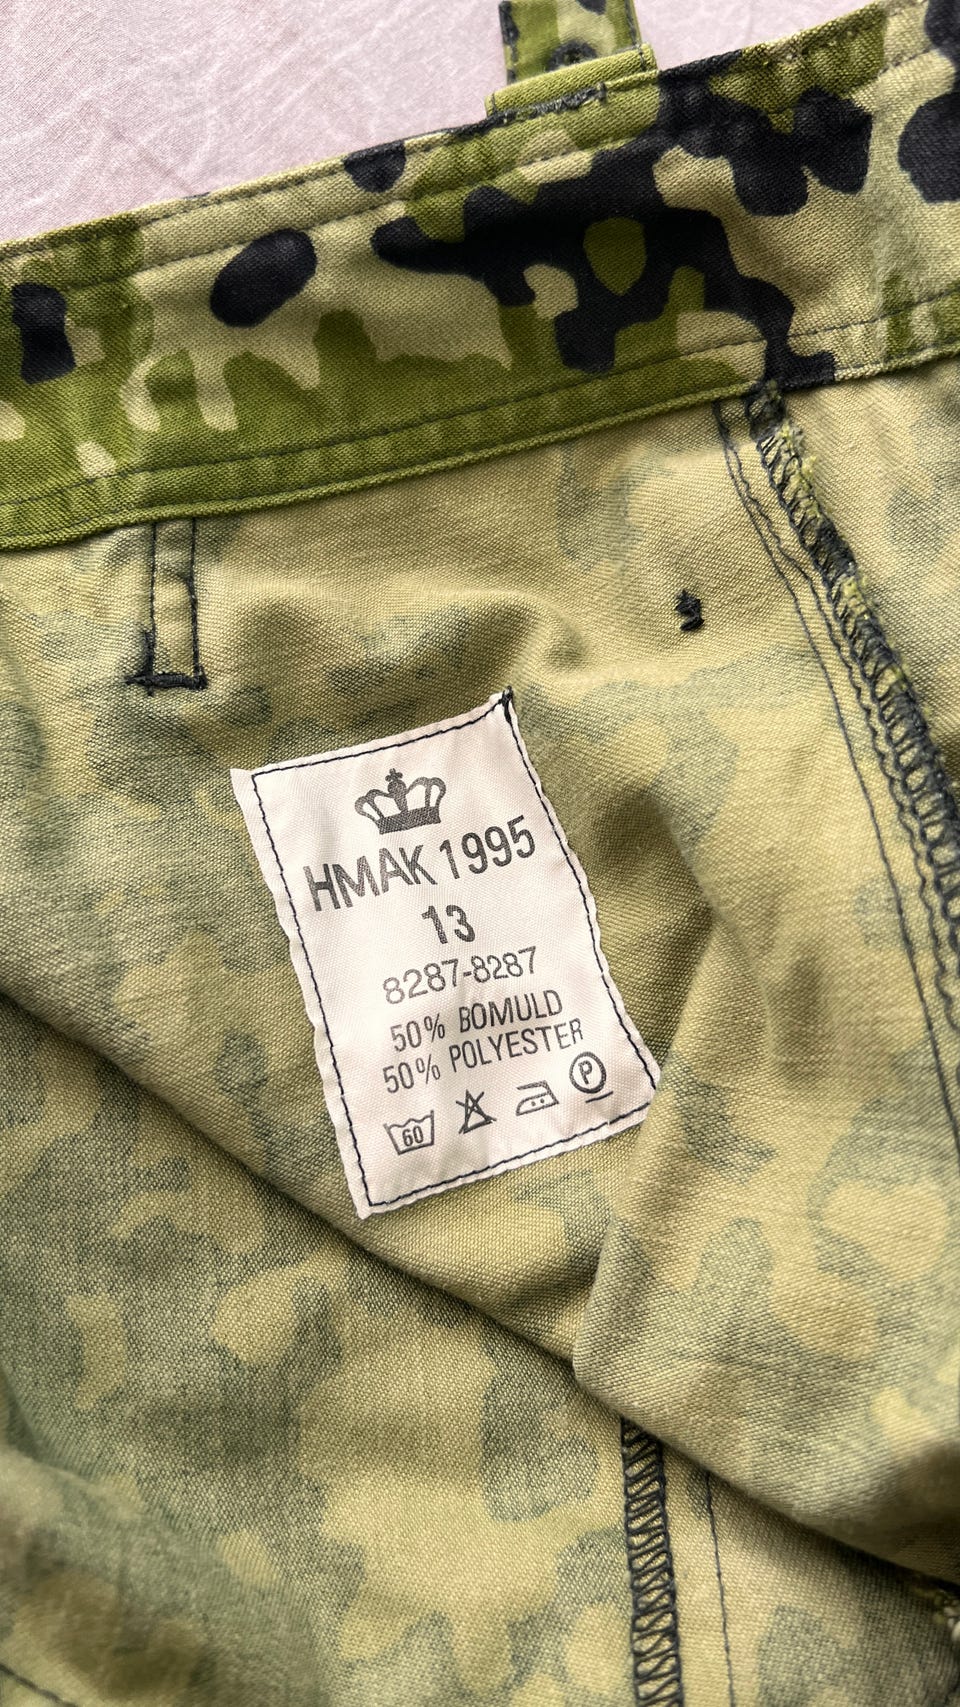 HMAK 1995
13
8287-8287
50% BOMULD
50% POLYESTER
60 P